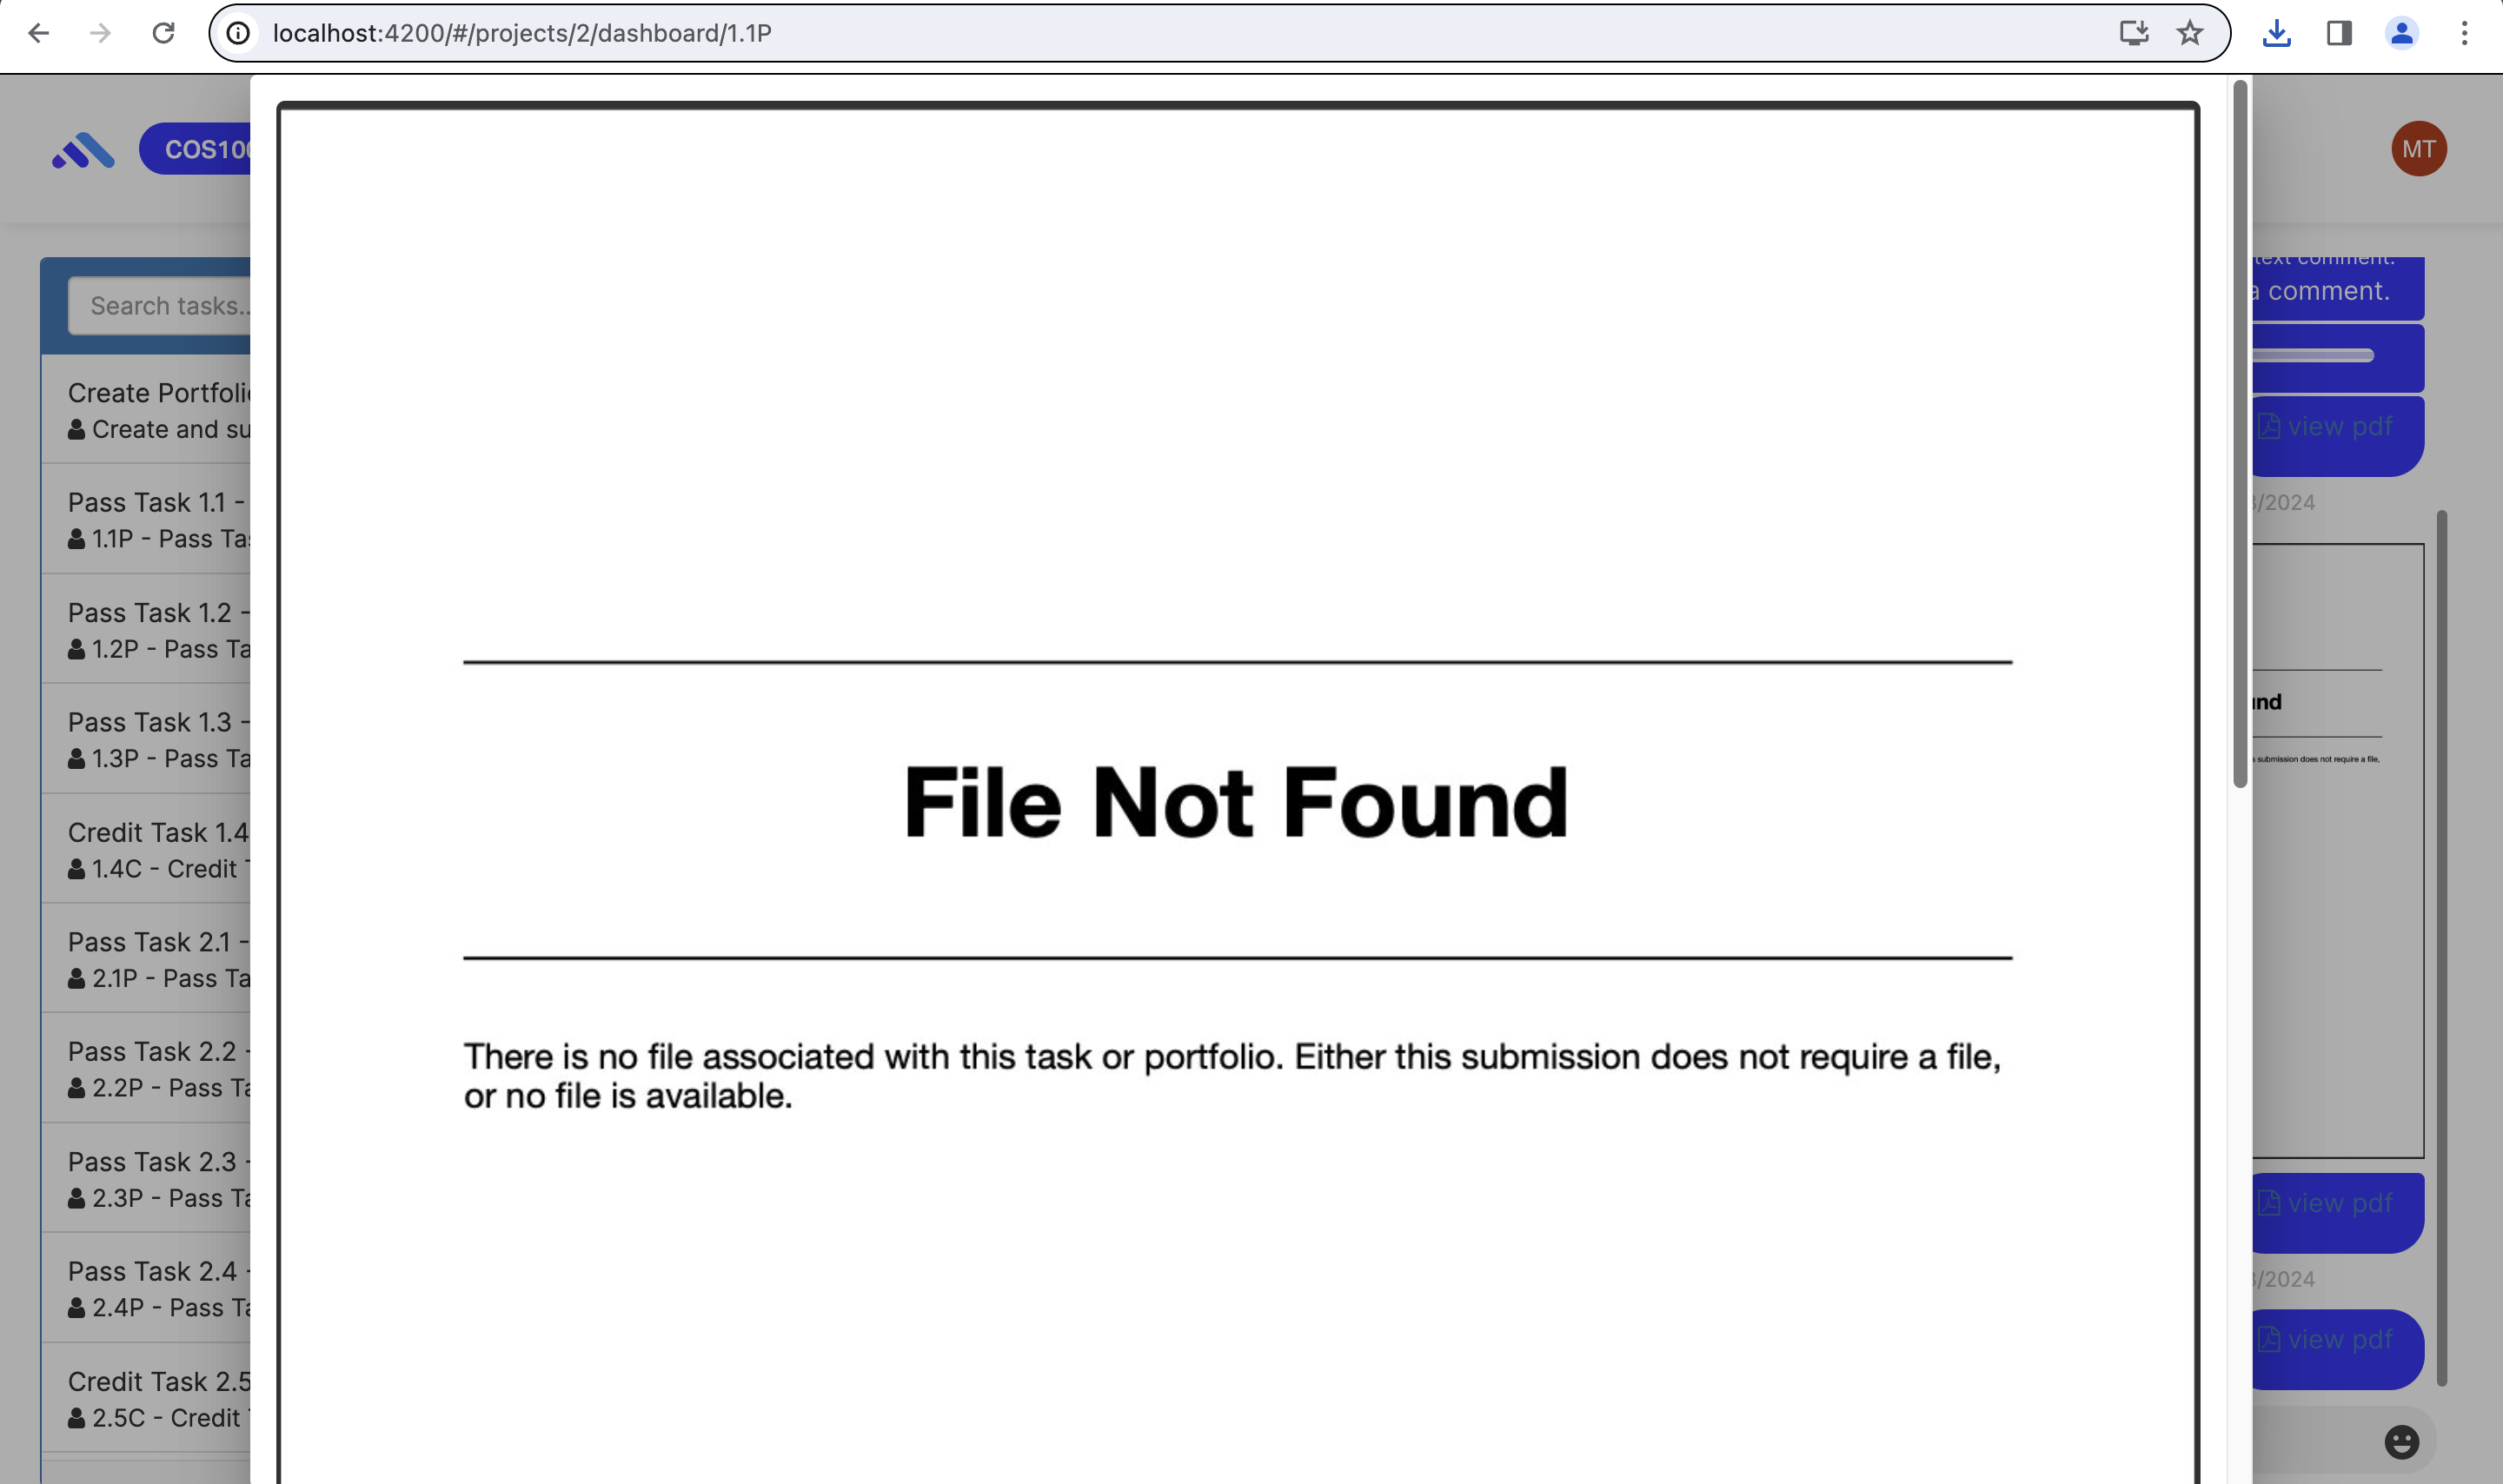 localhost:4200/#/projects/2/dashboard/1.1P
COS100
MT
Search tasks..
Create Portfolio
Create and su
Pass Task 1.1 -
1.1P - Pass Tas
Pass Task 1.2 -
1.2P - Pass Ta
Pass Task 1.3 -
1.3P - Pass Ta
Credit Task 1.4
1.4C - Credit T
Pass Task 2.1 -
2.1P - Pass Ta
Pass Task 2.2 -
2.2P - Pass Ta
Pass Task 2.3 -
2.3P - Pass Ta
Pass Task 2.4 -
2.4P - Pass Ta
Credit Task 2.5
2.5C - Credit T
File Not Found
There is no file associated with this task or portfolio. Either this submission does not require a file,
or no file is available.
text comment.
a comment.
view pdf
3/2024
und
s submission does not require a file,
view pdf
3/2024
view pdf